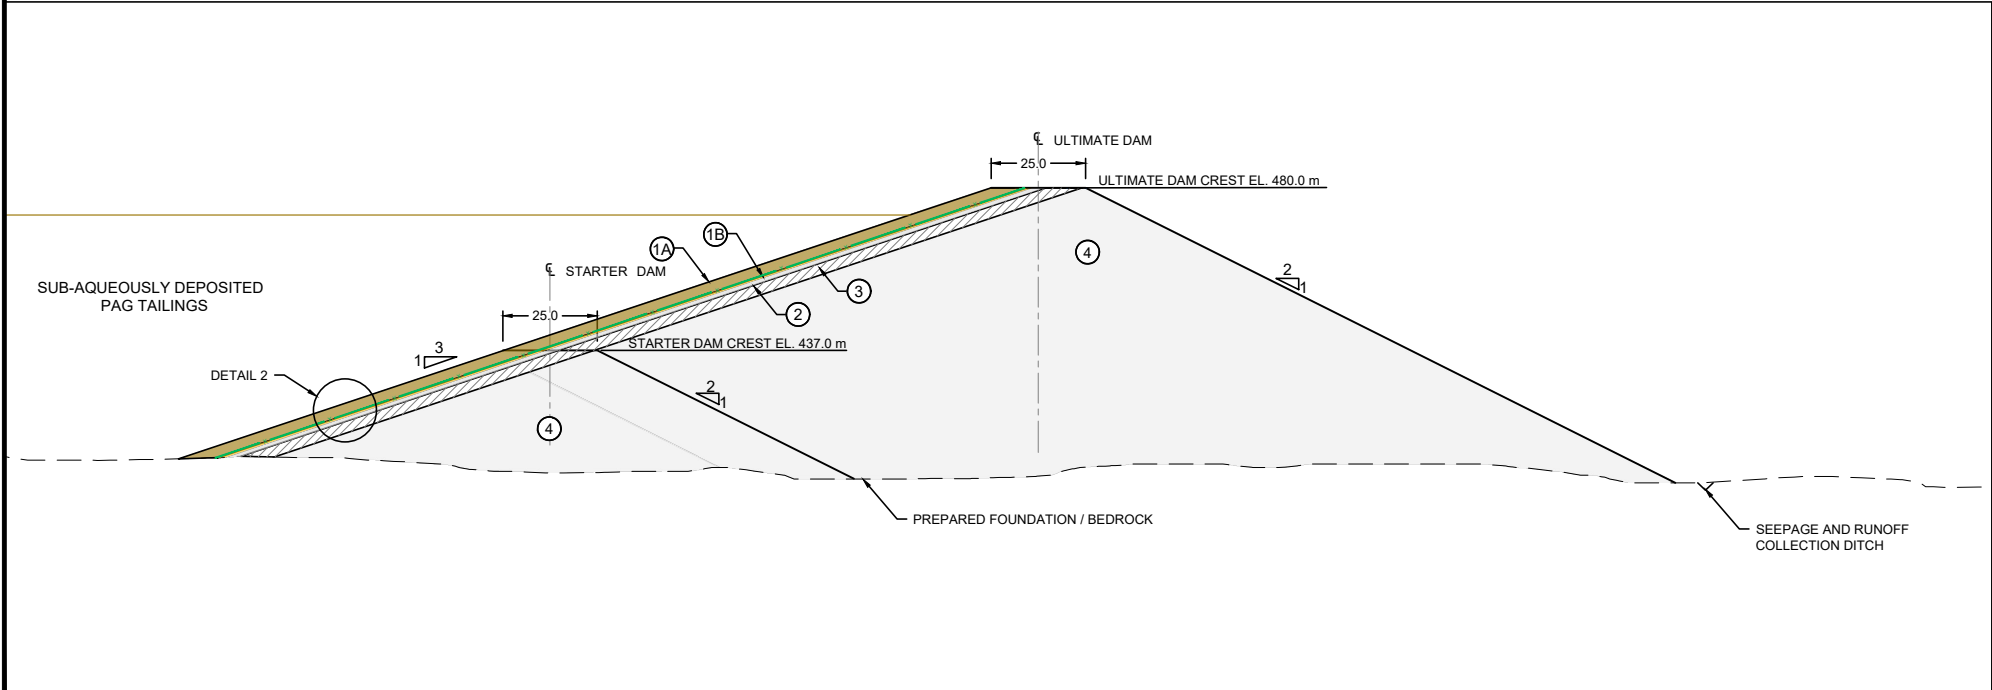 ℄ ULTIMATE DAM
25.0
ULTIMATE DAM CREST EL. 480.0 m
1B
1A
4
℄ STARTER DAM
2
1
SUB-AQUEOUSLY DEPOSITED
PAG TAILINGS
3
2
25.0
STARTER DAM CREST EL. 437.0 m
3
1
DETAIL 2
2
1
4
PREPARED FOUNDATION / BEDROCK
SEEPAGE AND RUNOFF
COLLECTION DITCH